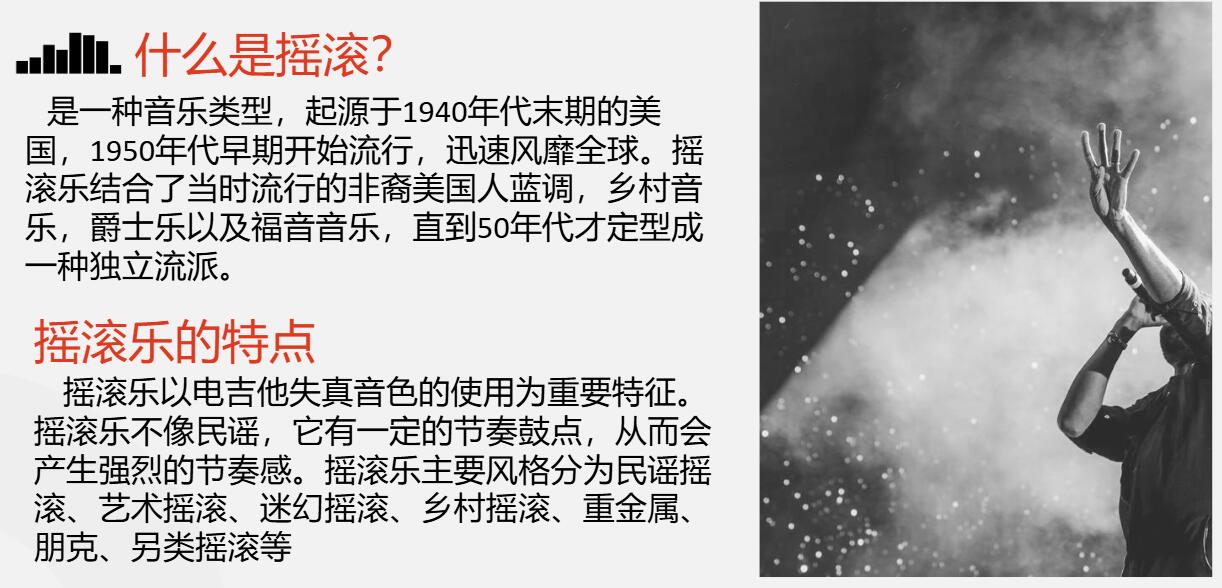 什么是摇滚？
是一种音乐类型，起源于1940年代末期的美
国，1950年代早期开始流行，迅速风靡全球。摇
滚乐结合了当时流行的非裔美国人蓝调，乡村音
乐，爵士乐以及福音音乐，直到50年代才定型成
一种独立流派。
摇滚乐的特点
摇滚乐以电吉他失真音色的使用为重要特征。
摇滚乐不像民谣，它有一定的节奏鼓点，从而会
产生强烈的节奏感。摇滚乐主要风格分为民谣摇
滚、艺术摇滚、迷幻摇滚、乡村摇滚、重金属、
朋克、另类摇滚等